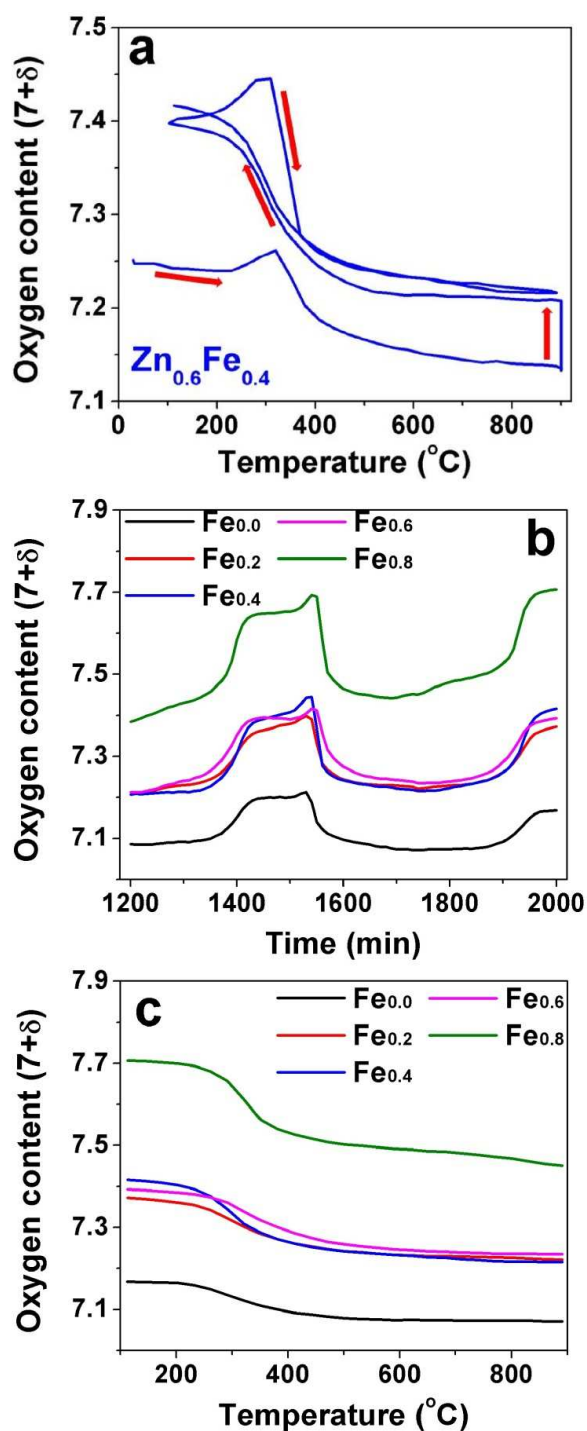 a
Oxygen content (7+δ)
7.5
7.4
7.3
7.2
7.1
Zn0.6Fe0.4
0 200 400 600 800
Temperature (°C)
b
Oxygen content (7+δ)
7.9
7.7
7.5
7.3
7.1
Fe0.0 Fe0.6
Fe0.2 Fe0.8
Fe0.4
1200 1400 1600 1800 2000
Time (min)
c
Oxygen content (7+δ)
7.9
7.7
7.5
7.3
7.1
Fe0.0 Fe0.6
Fe0.2 Fe0.8
Fe0.4
200 400 600 800
Temperature (°C)